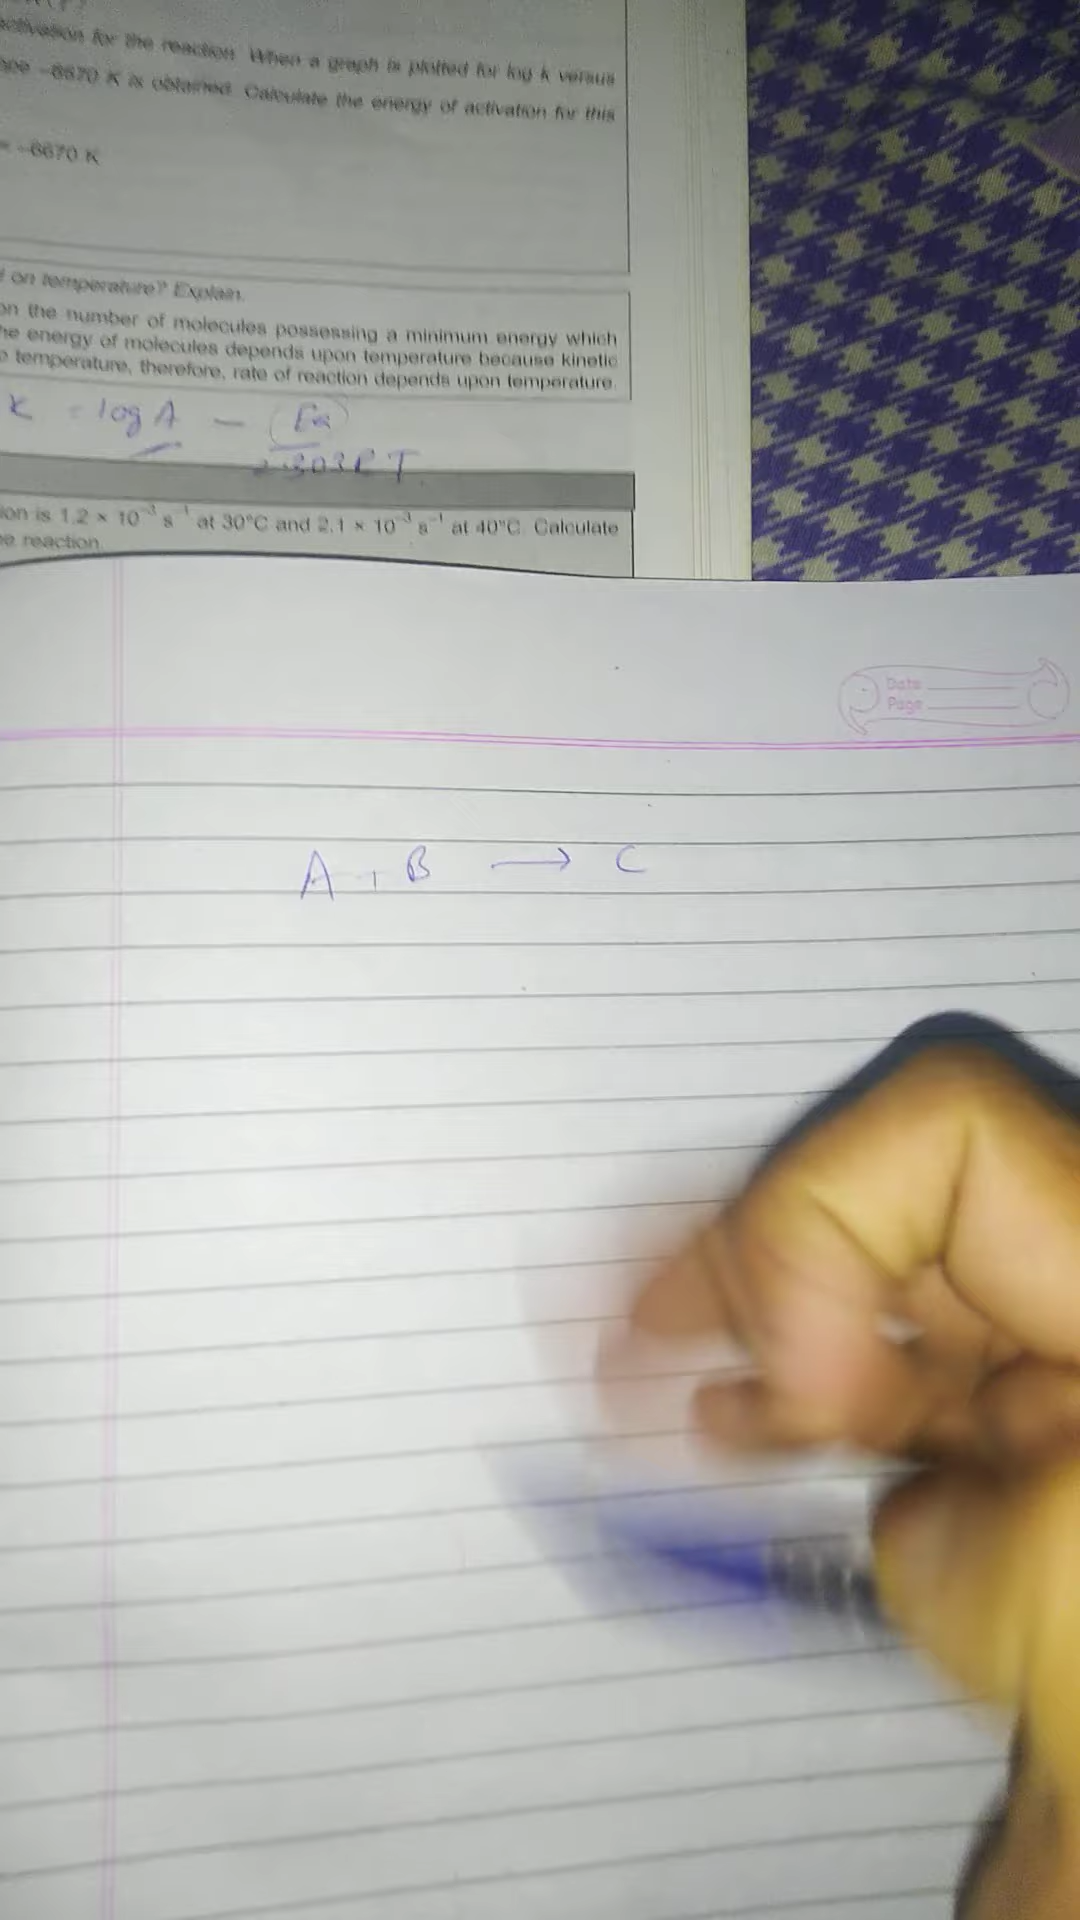 activation for the reaction. When a graph is plotted for log k versus
-6670 K is obtained. Calculate the energy of activation for this
= -6670 K
on temperature? Explain.
on the number of molecules possessing a minimum energy which
he energy of molecules depends upon temperature because kinetic
temperature, therefore, rate of reaction depends upon temperature.
K = log A - Ea
2.303RT
ion is 1.2 × 10⁻³ s⁻¹ at 30°C and 2.1 × 10⁻³ s⁻¹ at 40°C. Calculate
reaction.
Date
Page
A + B → C